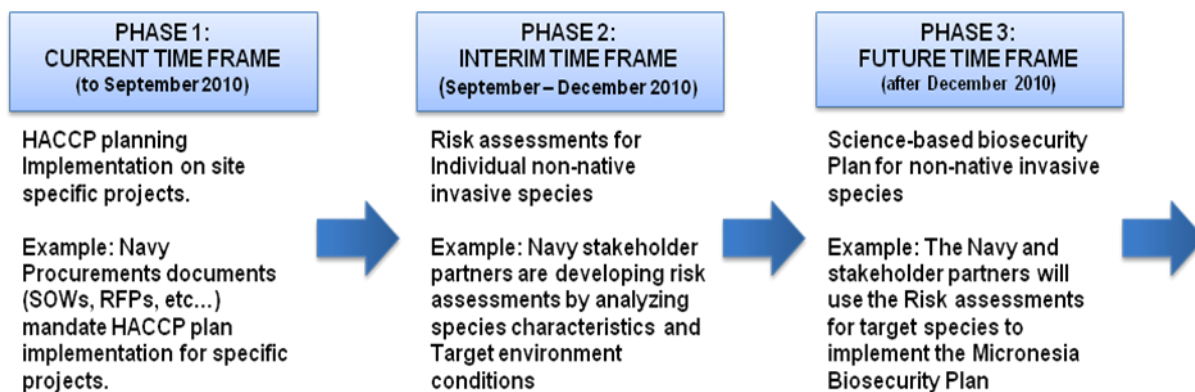 PHASE 1:
CURRENT TIME FRAME
(to September 2010)
HACCP planning
Implementation on site
specific projects.
Example: Navy
Procurements documents
(SOWs, RFPs, etc...)
mandate HACCP plan
implementation for specific
projects.
PHASE 2:
INTERIM TIME FRAME
(September – December 2010)
Risk assessments for
Individual non-native
invasive species
Example: Navy stakeholder
partners are developing risk
assessments by analyzing
species characteristics and
Target environment
conditions
PHASE 3:
FUTURE TIME FRAME
(after December 2010)
Science-based biosecurity
Plan for non-native invasive
species
Example: The Navy and
stakeholder partners will
use the Risk assessments
for target species to
implement the Micronesia
Biosecurity Plan